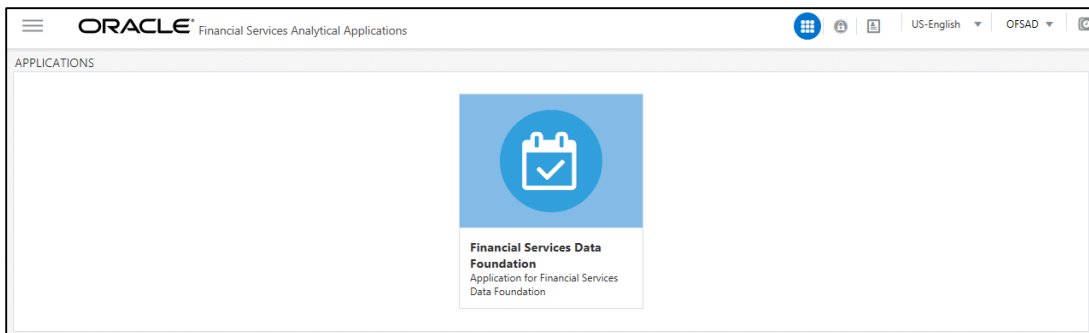 ORACLE® Financial Services Analytical Applications US-English OFSAD
APPLICATIONS
Financial Services Data
Foundation
Application for Financial Services
Data Foundation